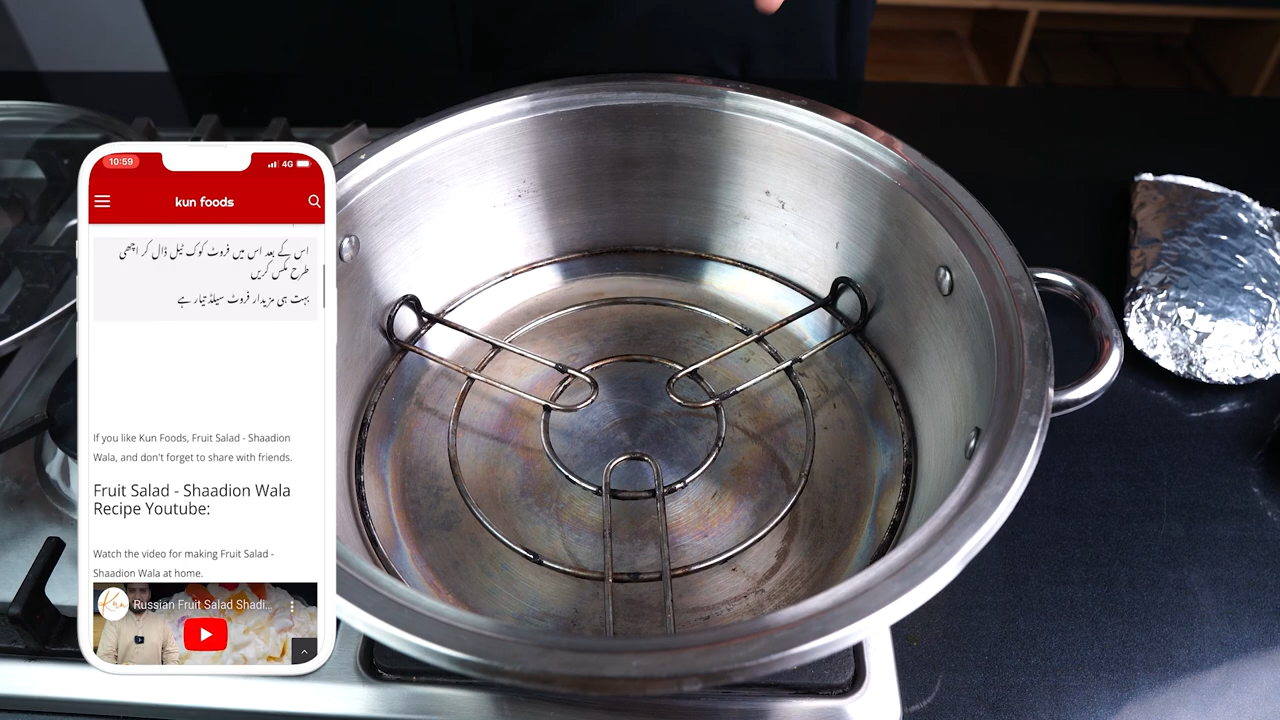 10:59
4G
kun foods
اس کے بعد اس میں فروٹ کوک ٹیل ڈال کر اچھی
طرح مکس کریں
بہت ہی مزیدار فروٹ سیلڈ تیار ہے
If you like Kun Foods, Fruit Salad - Shaadion
Wala, and don't forget to share with friends.
Fruit Salad - Shaadion Wala
Recipe Youtube:
Watch the video for making Fruit Salad -
Shaadion Wala at home.
Kun
Russian Fruit Salad Shadi...